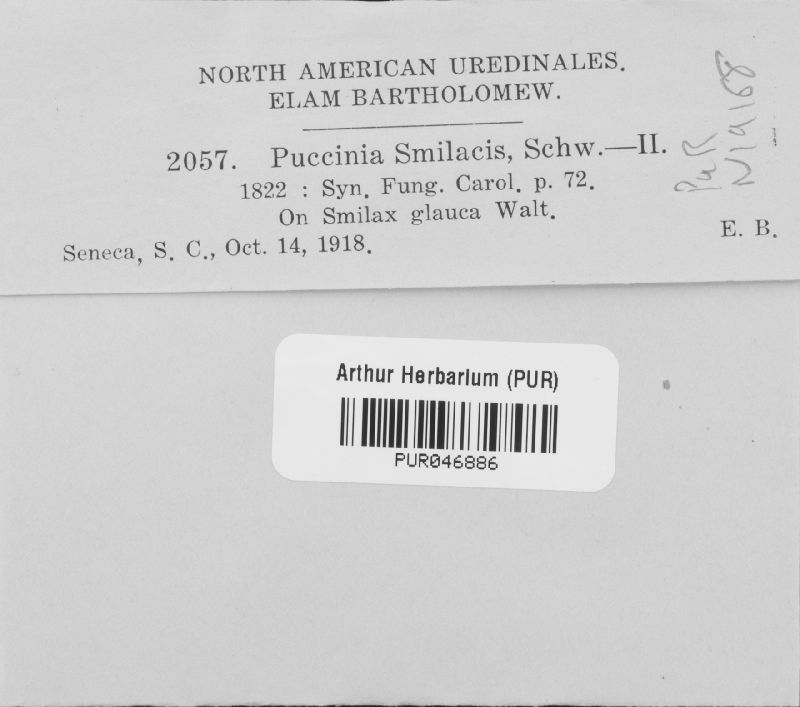 NORTH AMERICAN UREDINALES.
ELAM BARTHOLOMEW.
2057. Puccinia Smilacis, Schw.—II.
1822 : Syn. Fung. Carol. p. 72.
On Smilax glauca Walt.
Seneca, S. C., Oct. 14, 1918.
E. B.
PUR
Arthur Herbarium (PUR)
PUR046886